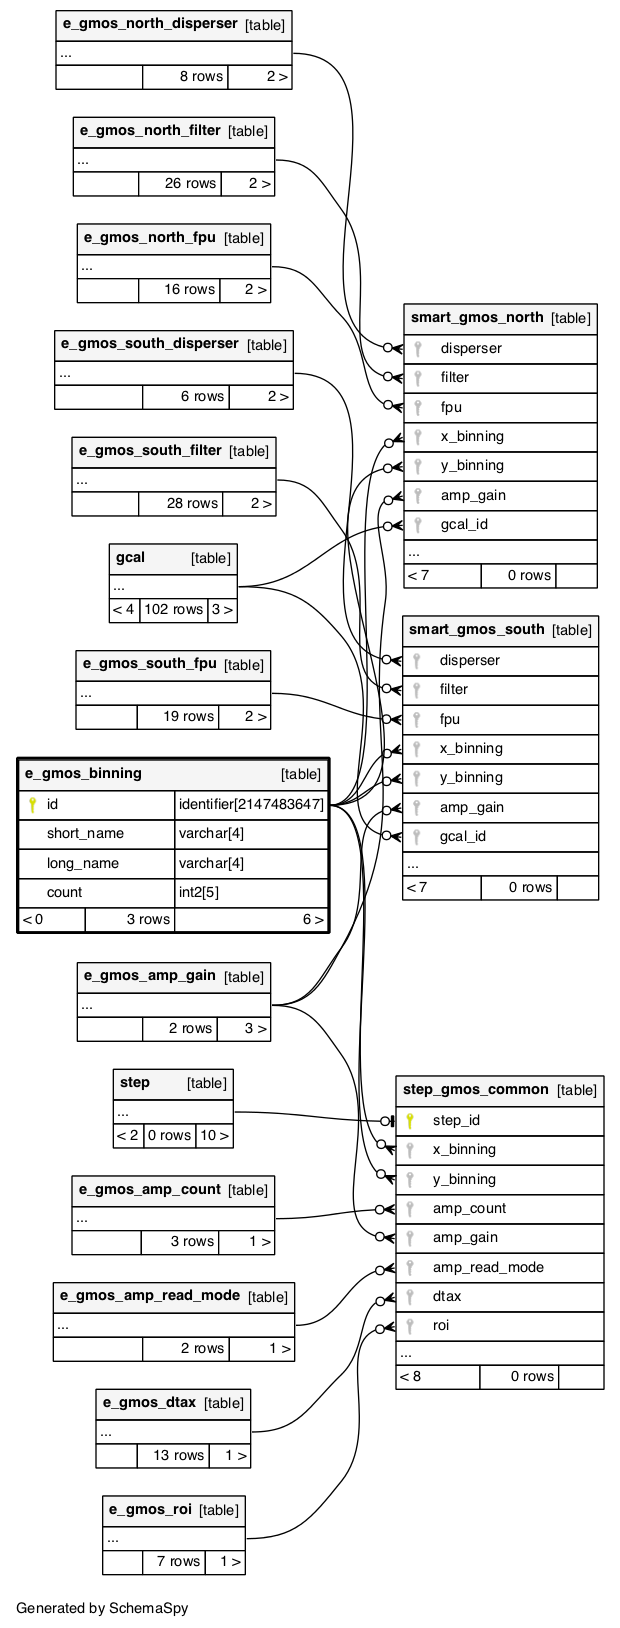 e_gmos_north_disperser [table]
...
8 rows 2 >
e_gmos_north_filter [table]
...
26 rows 2 >
e_gmos_north_fpu [table]
...
16 rows 2 >
e_gmos_south_disperser [table]
...
6 rows 2 >
e_gmos_south_filter [table]
...
28 rows 2 >
gcal [table]
...
< 4 102 rows 3 >
e_gmos_south_fpu [table]
...
19 rows 2 >
e_gmos_binning [table]
id identifier[2147483647]
short_name varchar[4]
long_name varchar[4]
count int2[5]
< 0 3 rows 6 >
e_gmos_amp_gain [table]
...
2 rows 3 >
step [table]
...
< 2 0 rows 10 >
e_gmos_amp_count [table]
...
3 rows 1 >
e_gmos_amp_read_mode [table]
...
2 rows 1 >
e_gmos_dtax [table]
...
13 rows 1 >
e_gmos_roi [table]
...
7 rows 1 >
smart_gmos_north [table]
disperser
filter
fpu
x_binning
y_binning
amp_gain
gcal_id
...
< 7 0 rows
smart_gmos_south [table]
disperser
filter
fpu
x_binning
y_binning
amp_gain
gcal_id
...
< 7 0 rows
step_gmos_common [table]
step_id
x_binning
y_binning
amp_count
amp_gain
amp_read_mode
dtax
roi
...
< 8 0 rows
Generated by SchemaSpy